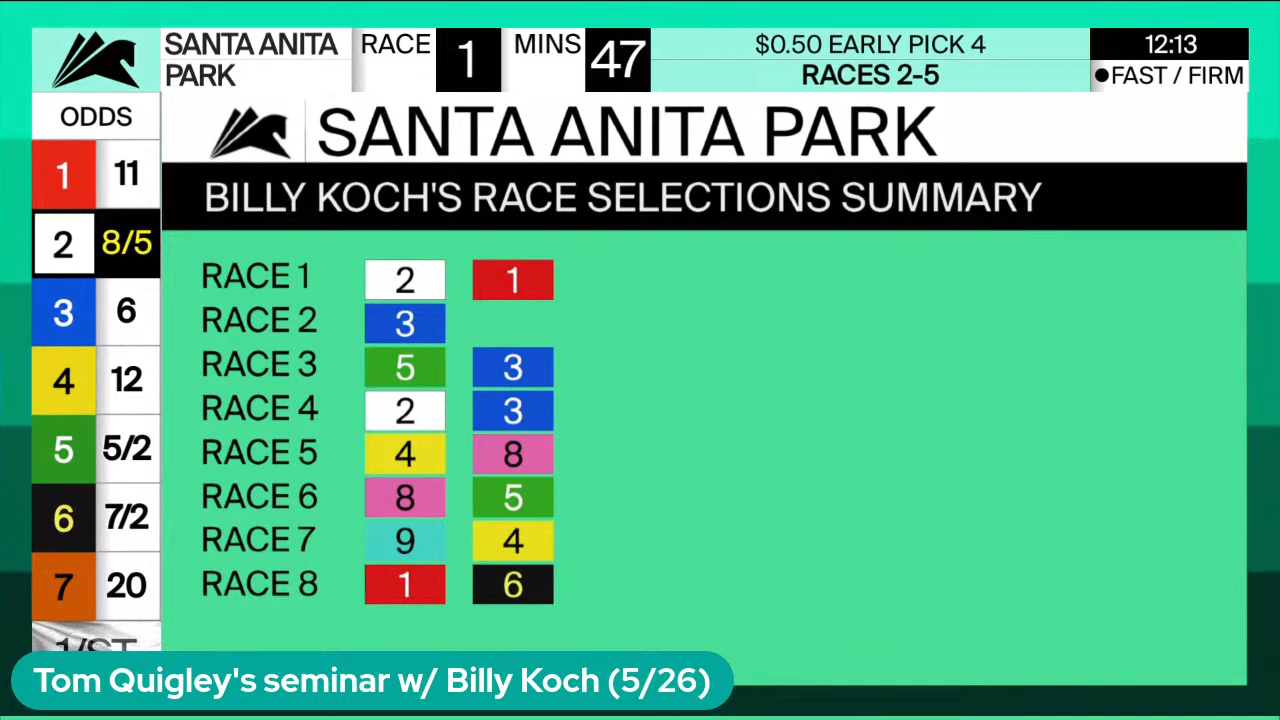 SANTA ANITA PARK
RACE 1
MINS 47
$0.50 EARLY PICK 4
RACES 2-5
12:13
FAST / FIRM
ODDS
1 11
2 8/5
3 6
4 12
5 5/2
6 7/2
7 20
1/ST
SANTA ANITA PARK
BILLY KOCH'S RACE SELECTIONS SUMMARY
RACE 1 2 1
RACE 2 3
RACE 3 5 3
RACE 4 2 3
RACE 5 4 8
RACE 6 8 5
RACE 7 9 4
RACE 8 1 6
Tom Quigley's seminar w/ Billy Koch (5/26)